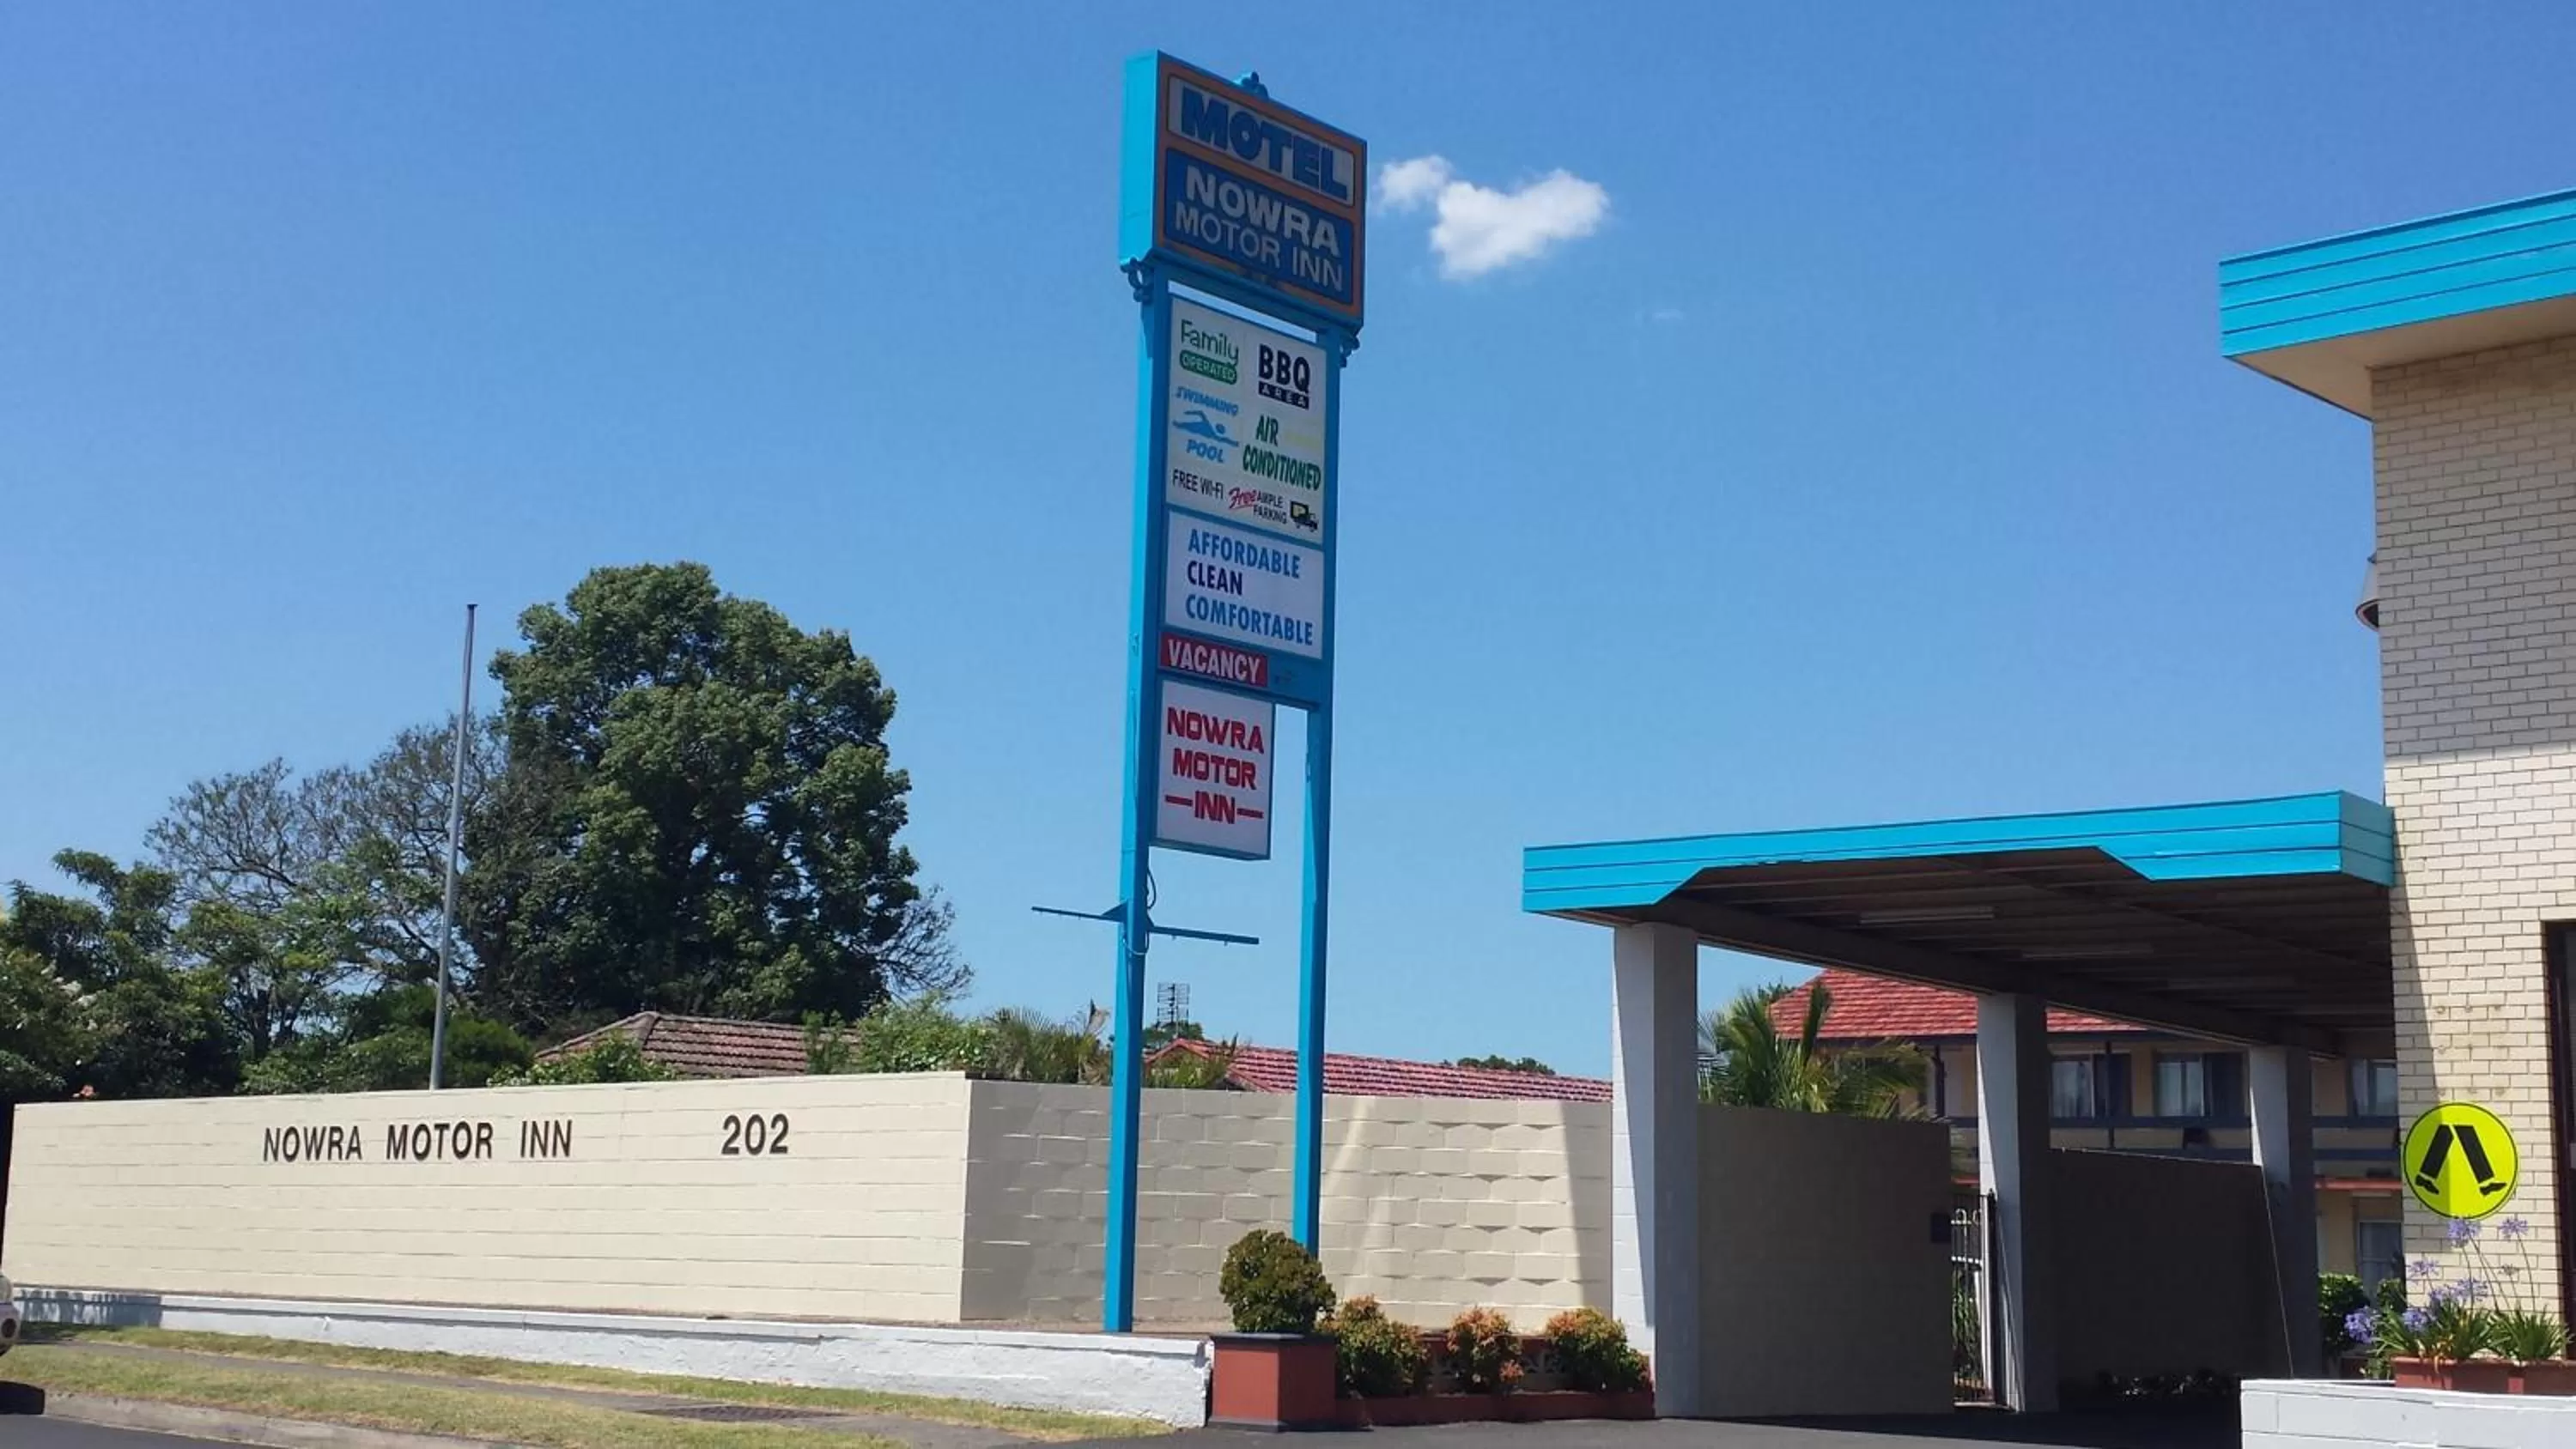 MOTEL
NOWRA
MOTOR INN
Family
OPERATED
BBQ
AREA
SWIMMING
POOL
AIR
CONDITIONED
FREE WI-FI
Free AMPLE
PARKING
P
AFFORDABLE
CLEAN
COMFORTABLE
VACANCY
NOWRA
MOTOR
INN
NOWRA MOTOR INN 202